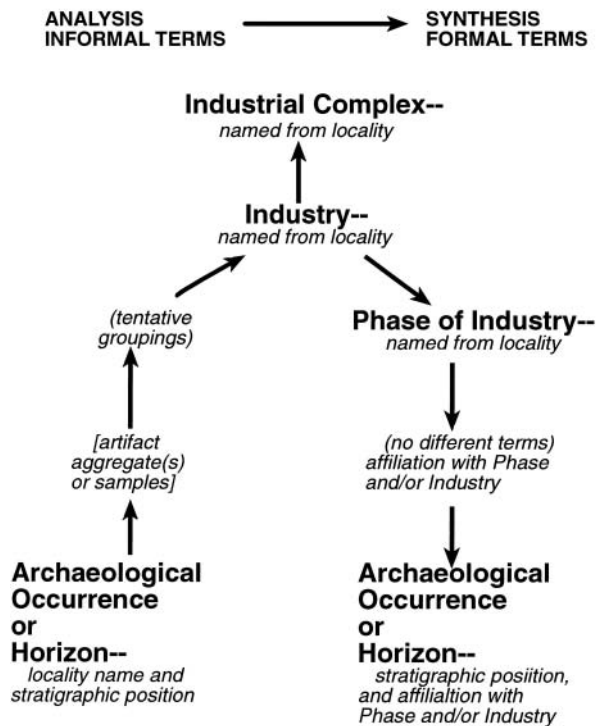 ANALYSIS
INFORMAL TERMS
SYNTHESIS
FORMAL TERMS
Industrial Complex--
named from locality
Industry--
named from locality
(tentative
groupings)
[artifact
aggregate(s)
or samples]
Archaeological
Occurrence
or
Horizon--
locality name and
stratigraphic position
Phase of Industry--
named from locality
(no different terms)
affiliation with Phase
and/or Industry
Archaeological
Occurrence
or
Horizon--
stratigraphic posiition,
and affilialtion with
Phase and/or Industry